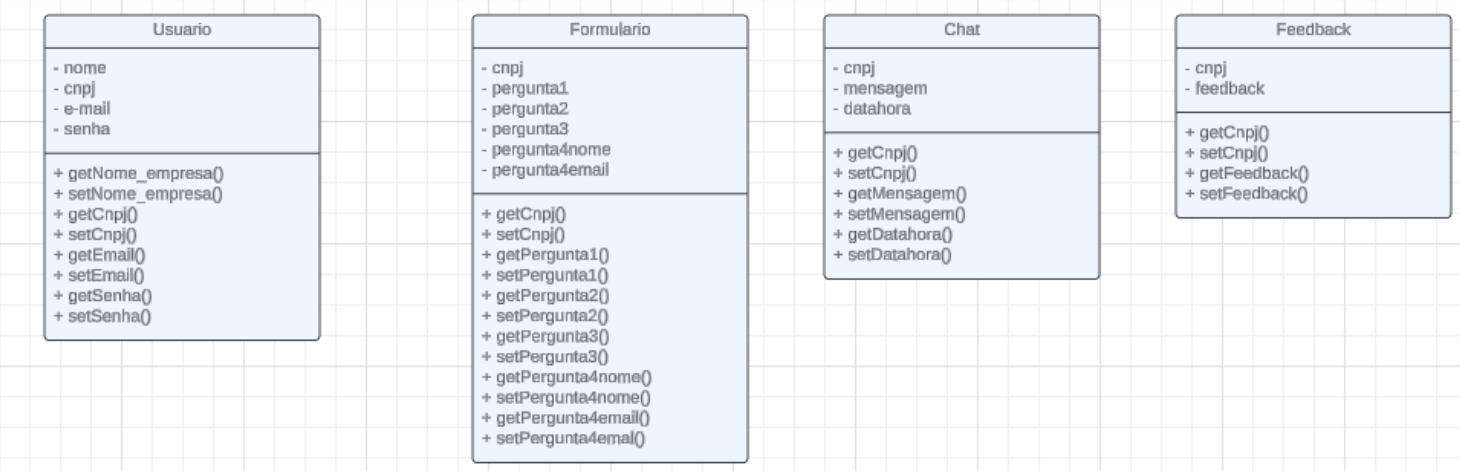 Usuario
- nome
- cnpj
- e-mail
- senha
+ getNome_empresa()
+ setNome_empresa()
+ getCnpj()
+ setCnpj()
+ getEmail()
+ setEmail()
+ getSenha()
+ setSenha()
Formulario
- cnpj
- pergunta1
- pergunta2
- pergunta3
- pergunta4nome
- pergunta4email
+ getCnpj()
+ setCnpj()
+ getPergunta1()
+ setPergunta1()
+ getPergunta2()
+ setPergunta2()
+ getPergunta3()
+ setPergunta3()
+ getPergunta4nome()
+ setPergunta4nome()
+ getPergunta4email()
+ setPergunta4emal()
Chat
- cnpj
- mensagem
- datahora
+ getCnpj()
+ setCnpj()
+ getMensagem()
+ setMensagem()
+ getDatahora()
+ setDatahora()
Feedback
- cnpj
- feedback
+ getCnpj()
+ setCnpj()
+ getFeedback()
+ setFeedback()